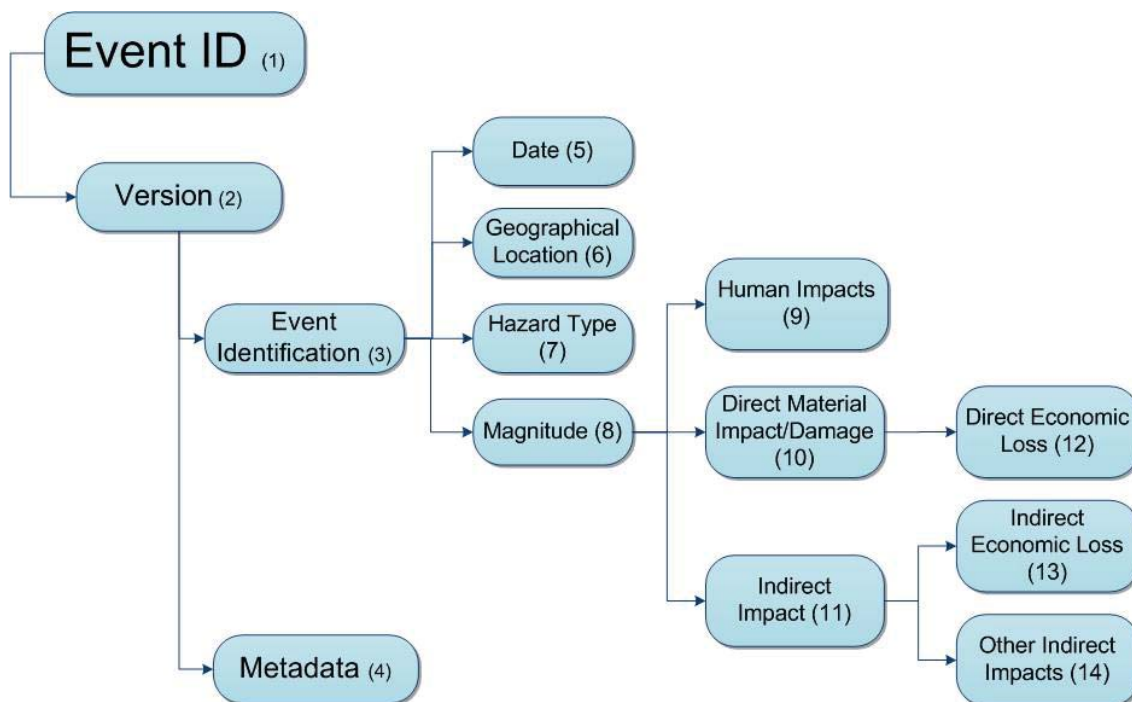 Event ID (1)
Version (2)
Event
Identification (3)
Metadata (4)
Date (5)
Geographical
Location (6)
Hazard Type
(7)
Magnitude (8)
Human Impacts
(9)
Direct Material
Impact/Damage
(10)
Indirect
Impact (11)
Direct Economic
Loss (12)
Indirect
Economic Loss
(13)
Other Indirect
Impacts (14)